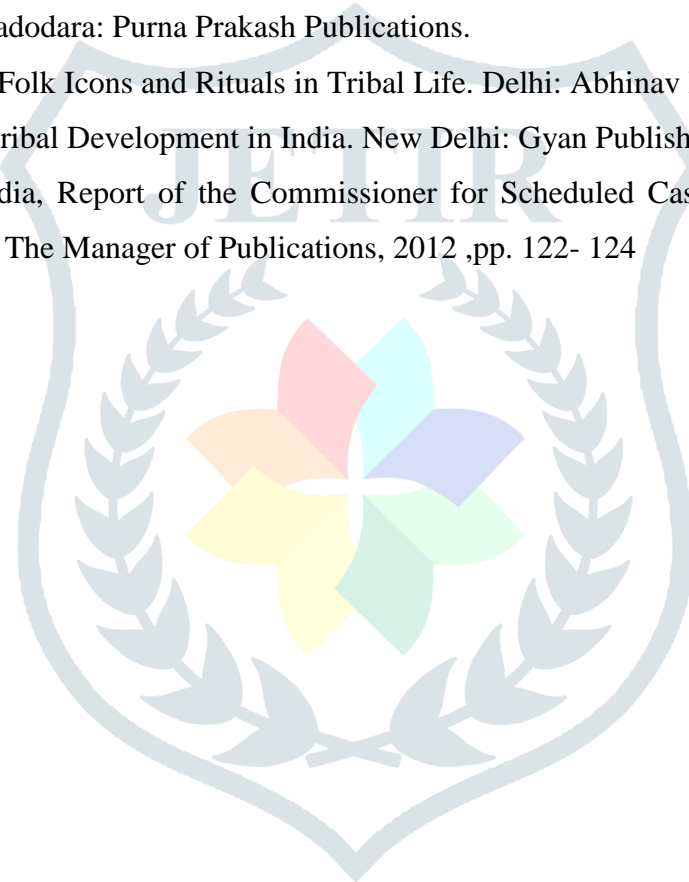 adodara: Purna Prakash Publications.
Folk Icons and Rituals in Tribal Life. Delhi: Abhinav
ribal Development in India. New Delhi: Gyan Publish
dia, Report of the Commissioner for Scheduled Cas
The Manager of Publications, 2012 ,pp. 122- 124
JETIR